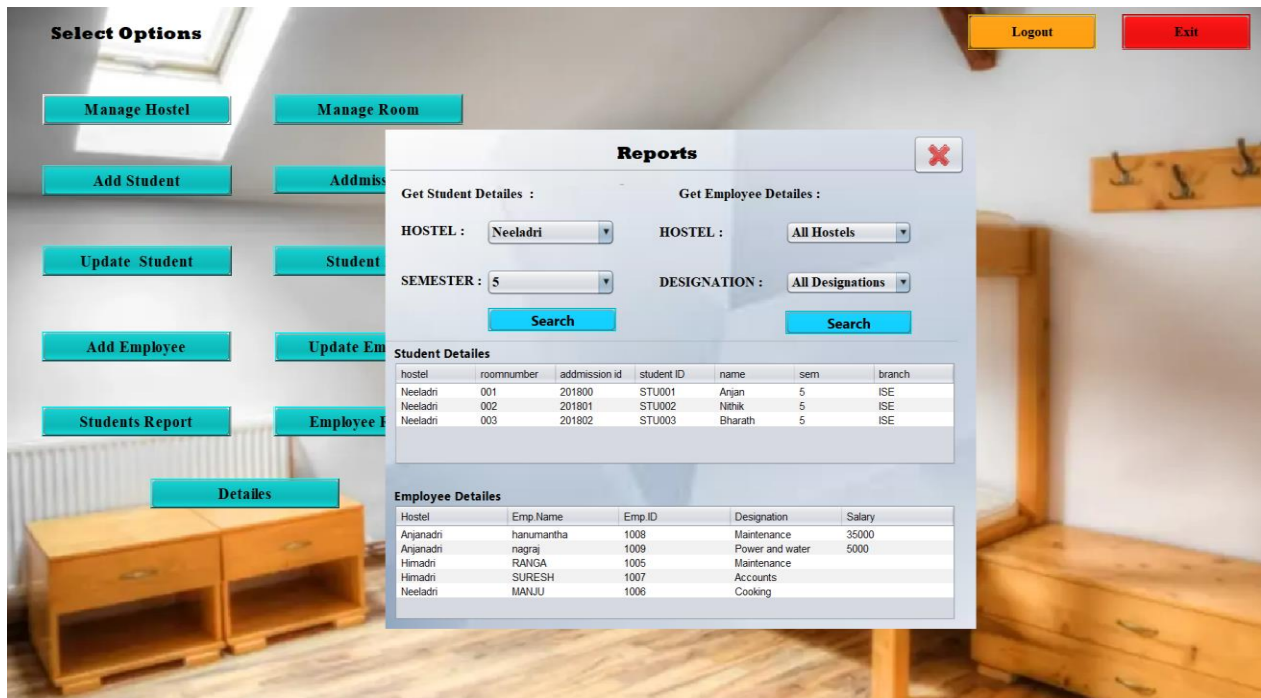 Select Options
Logout
Exit
Manage Hostel
Manage Room
Add Student
Addmiss
Update Student
Student
Add Employee
Update Em
Students Report
Employee
Detailes
Reports
Get Student Detailes :
Get Employee Detailes :
HOSTEL : Neeladri
HOSTEL : All Hostels
SEMESTER : 5
DESIGNATION : All Designations
Search
Search
Student Detailes
hostel roomnumber addmission id student ID name sem branch
Neeladri 001 201800 STU001 Anjan 5 ISE
Neeladri 002 201801 STU002 Nithik 5 ISE
Neeladri 003 201802 STU003 Bharath 5 ISE
Employee Detailes
Hostel Emp.Name Emp.ID Designation Salary
Anjanadri hanumantha 1008 Maintenance 35000
Anjanadri nagraj 1009 Power and water 5000
Himadri RANGA 1005 Maintenance
Himadri SURESH 1007 Accounts
Neeladri MANJU 1006 Cooking